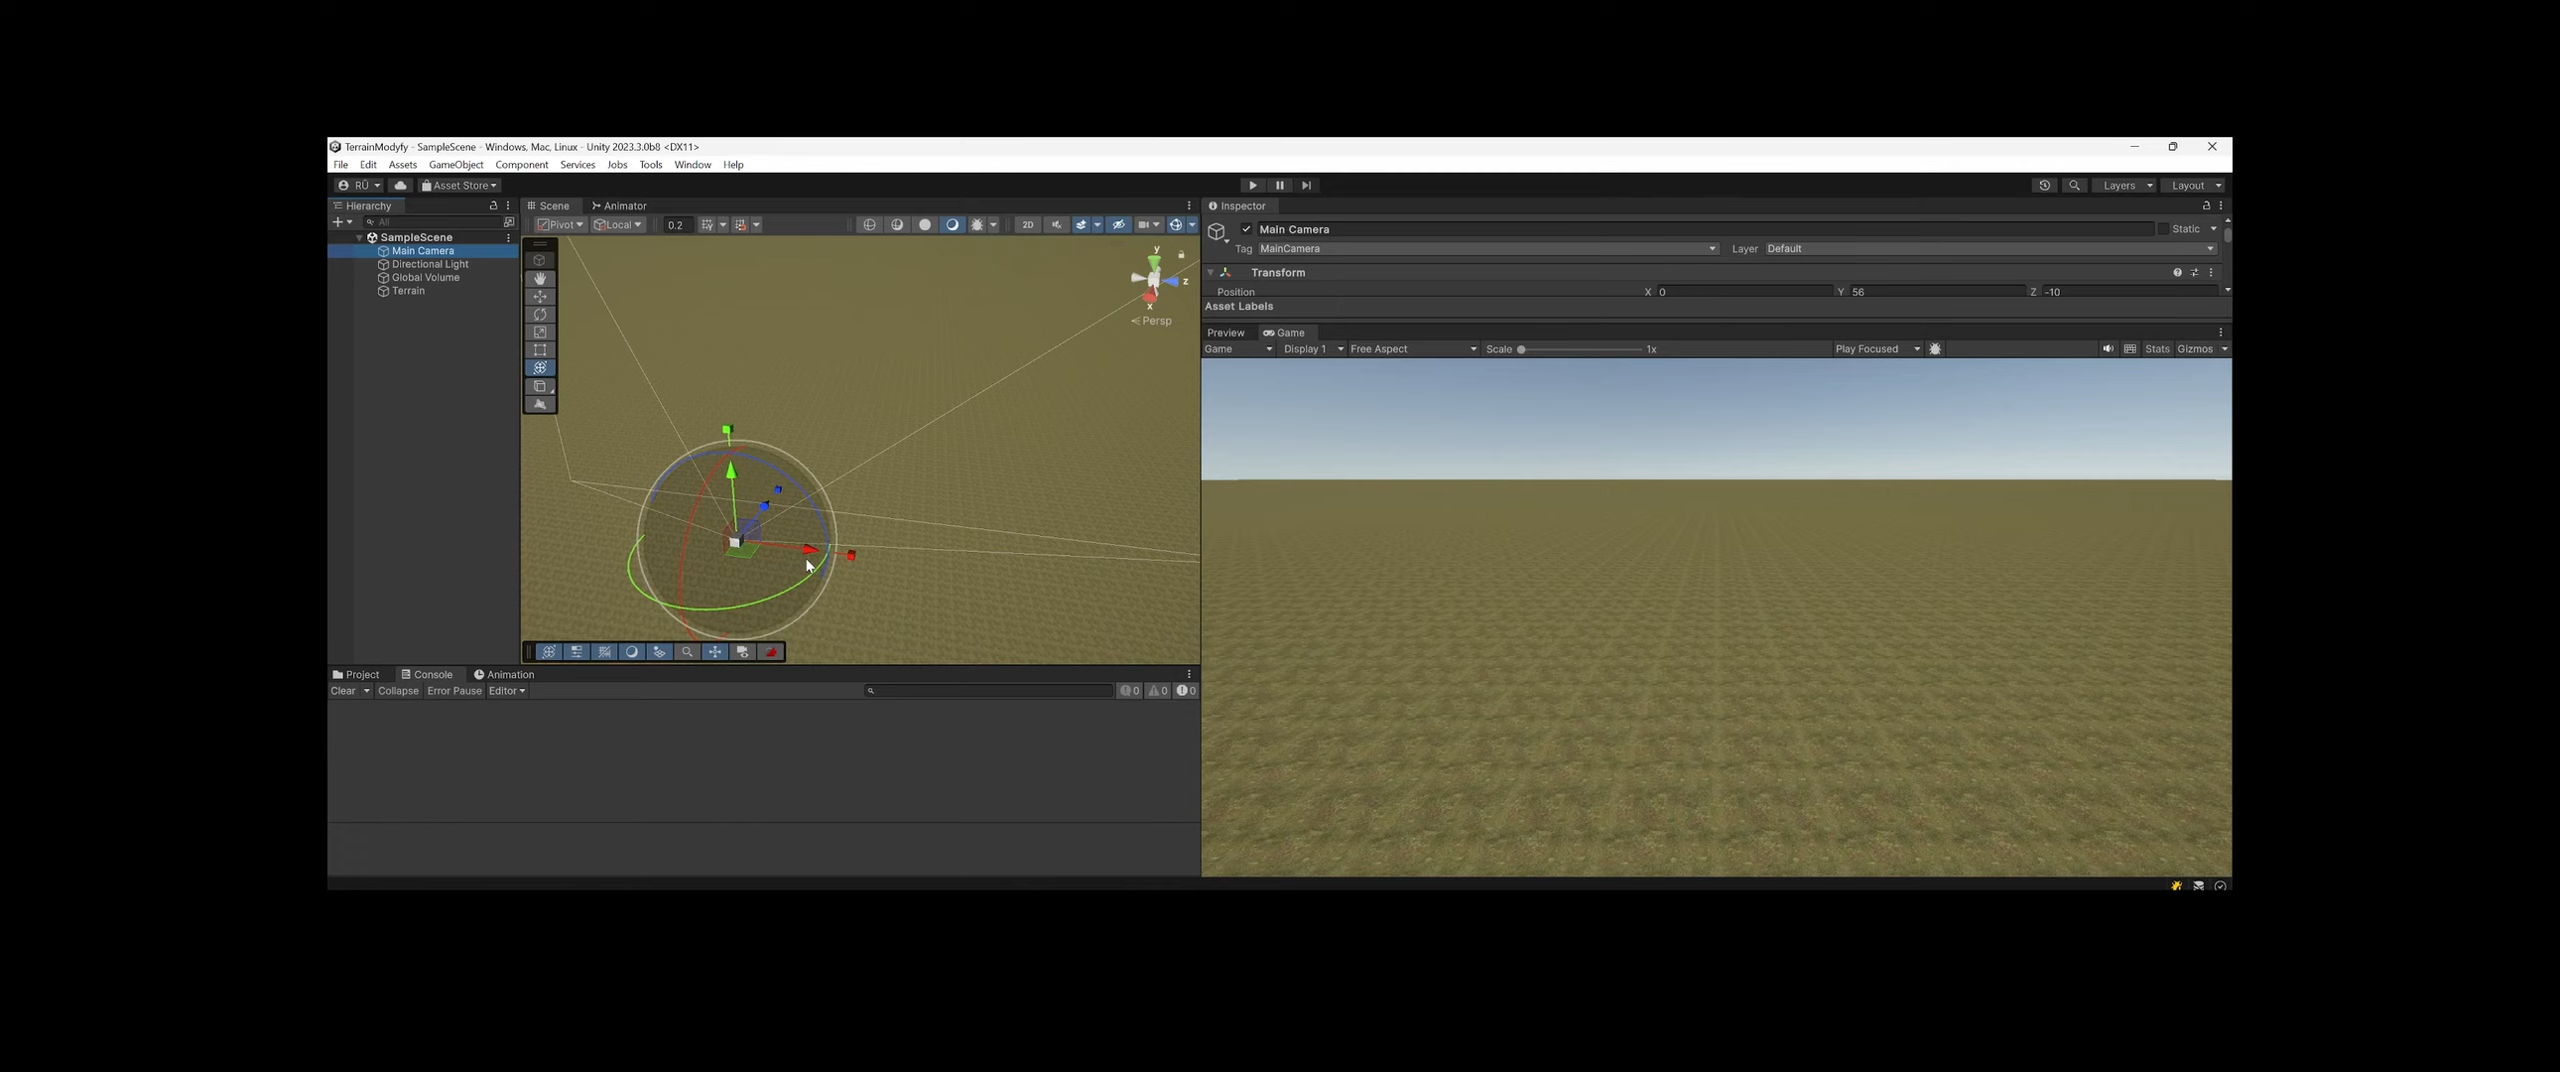 TerrainModyfy - SampleScene - Windows, Mac, Linux - Unity 2023.3.0b8 <DX11>
File Edit Assets GameObject Component Services Jobs Tools Window Help
RÜ Asset Store Layers Layout
Hierarchy
All
SampleScene
Main Camera
Directional Light
Global Volume
Terrain
Scene Animator
Pivot Local 0.2 2D
y
z
x
Persp
Inspector
Main Camera Static
Tag MainCamera Layer Default
Transform
Position X 0 Y 56 Z -10
Asset Labels
Preview Game
Game Display 1 Free Aspect Scale 1x Play Focused Stats Gizmos
Project Console Animation
Clear Collapse Error Pause Editor 0 0 0